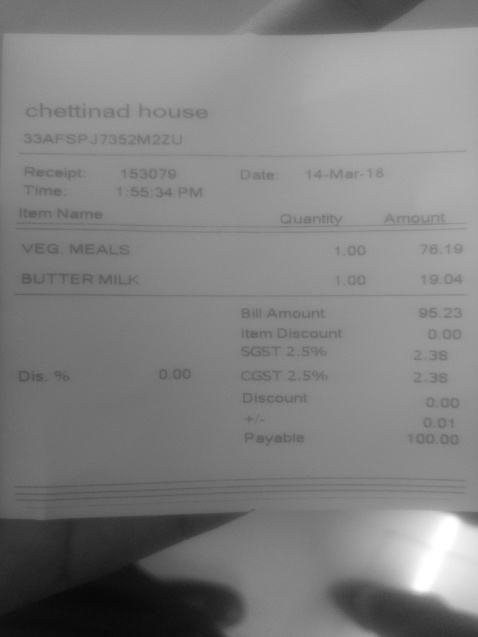 chettinad house
33AFSPJ7352M2ZU
Receipt: 153079 Date: 14-Mar-18
Time: 1:55:34 PM
Item Name Quantity Amount
VEG. MEALS 1.00 76.19
BUTTER MILK 1.00 19.04
Bill Amount 95.23
Item Discount 0.00
SGST 2.5% 2.38
Dis. % 0.00 CGST 2.5% 2.38
Discount 0.00
+/- 0.01
Payable 100.00